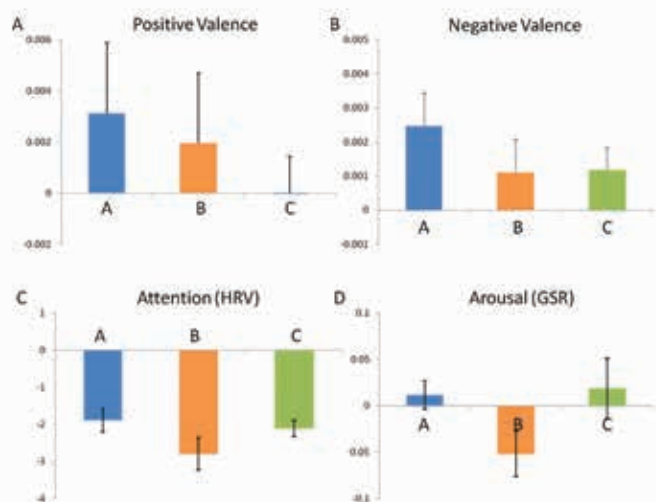 A Positive Valence
0.006
0.004
0.002
0
-0.002
A B C
B Negative Valence
0.005
0.004
0.003
0.002
0.001
0
-0.001
A B C
C Attention (HRV)
1
0
-1
-2
-3
-4
A B C
D Arousal (GSR)
0.1
0.05
0
-0.05
-0.1
A B C